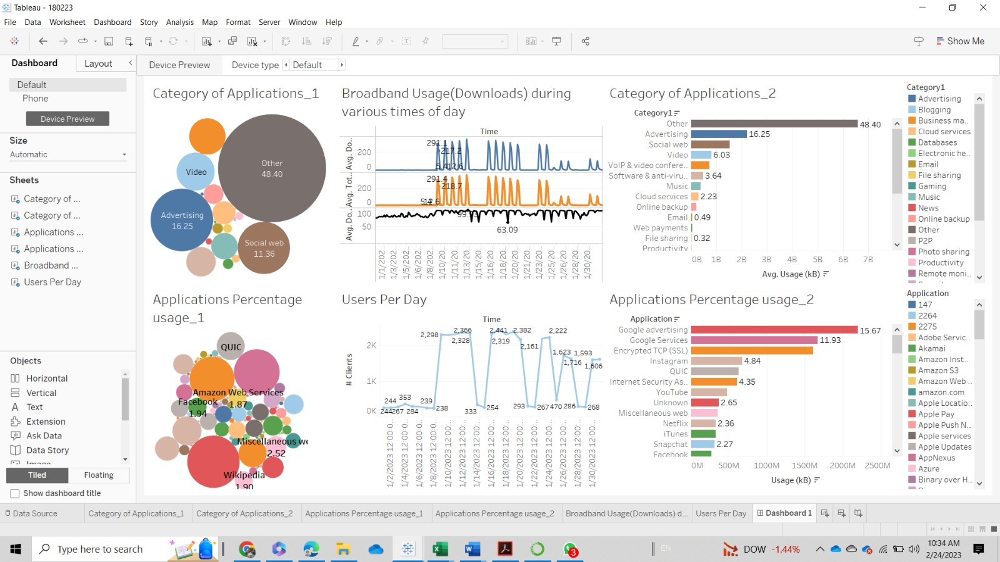 Tableau - 180223
File Data Worksheet Dashboard Story Analysis Map Format Server Window Help
Show Me
Dashboard
Layout
Device Preview
Device type
Default
Default
Phone
Device Preview
Size
Automatic
Sheets
Category of ...
Category of ...
Applications ...
Applications ...
Broadband ...
Users Per Day
Objects
Horizontal
Vertical
Text
Extension
Ask Data
Data Story
Tiled
Floating
Show dashboard title
Category of Applications_1
Other
48.40
Video
Advertising
16.25
Social web
11.36
Broadband Usage(Downloads) during
various times of day
Time
Avg. Do..
200
0
291.1
217.2
Avg. Tot..
200
0
291.4
218.7
Avg. Do..
100
50
63.09
1/1/202..
1/3/202..
1/5/202..
1/6/202..
1/8/202..
1/10/20..
1/11/20..
1/13/20..
1/15/20..
1/16/20..
1/18/20..
1/20/20..
1/21/20..
1/23/20..
1/25/20..
1/26/20..
1/28/20..
1/30/20..
Category of Applications_2
Category1
Other 48.40
Advertising 16.25
Social web
Video 6.03
VoIP & video confere..
Software & anti-viru.. 3.64
Music
Cloud services 2.23
Online backup
Email 0.49
Web payments
File sharing 0.32
Productivity
0B 1B 2B 3B 4B 5B 6B 7B
Avg. Usage (kB)
Category1
Advertising
Blogging
Business ma..
Cloud services
Databases
Electronic he..
Email
File sharing
Gaming
Music
News
Online backup
Other
P2P
Photo sharing
Productivity
Remote moni..
Applications Percentage
usage_1
QUIC
Amazon Web Services
1.87
Facebook
1.94
Miscellaneous we
2.52
Wikipedia
1.90
Users Per Day
Time
# Clients
2K
1K
0K
244
244
267
353
284
239
238
2,298
2,366
2,328
333
254
2,441
2,319
2,382
2,161
293
267
2,222
470
1,623
1,716
286
1,593
268
1,606
1/2/2023 12:00:0..
1/4/2023 12:00:0..
1/6/2023 12:00:0..
1/8/2023 12:00:0..
1/10/2023 12:00:..
1/12/2023 12:00:..
1/14/2023 12:00:..
1/16/2023 12:00:..
1/18/2023 12:00:..
1/20/2023 12:00:..
1/22/2023 12:00:..
1/24/2023 12:00:..
1/26/2023 12:00:..
1/28/2023 12:00:..
1/30/2023 12:00:..
Applications Percentage usage_2
Application
Google advertising 15.67
Google Services 11.93
Encrypted TCP (SSL)
Instagram 4.84
QUIC
Internet Security As.. 4.35
YouTube
Unknown 2.65
Miscellaneous web
Netflix 2.36
iTunes
Snapchat 2.27
Facebook
0M 500M 1000M 1500M 2000M 2500M
Usage (kB)
Application
147
2264
2275
Adobe Servic..
Akamai
Amazon Inst..
Amazon S3
Amazon Web ..
amazon.com
Apple Locatio..
Apple Pay
Apple Push N..
Apple services
Apple Updates
AppNexus
Azure
Binary over H..
Data Source
Category of Applications_1
Category of Applications_2
Applications Percentage usage_1
Applications Percentage usage_2
Broadband Usage(Downloads) d...
Users Per Day
Dashboard 1
Type here to search
3
EN
DOW -1.44%
10:34 AM
2/24/2023